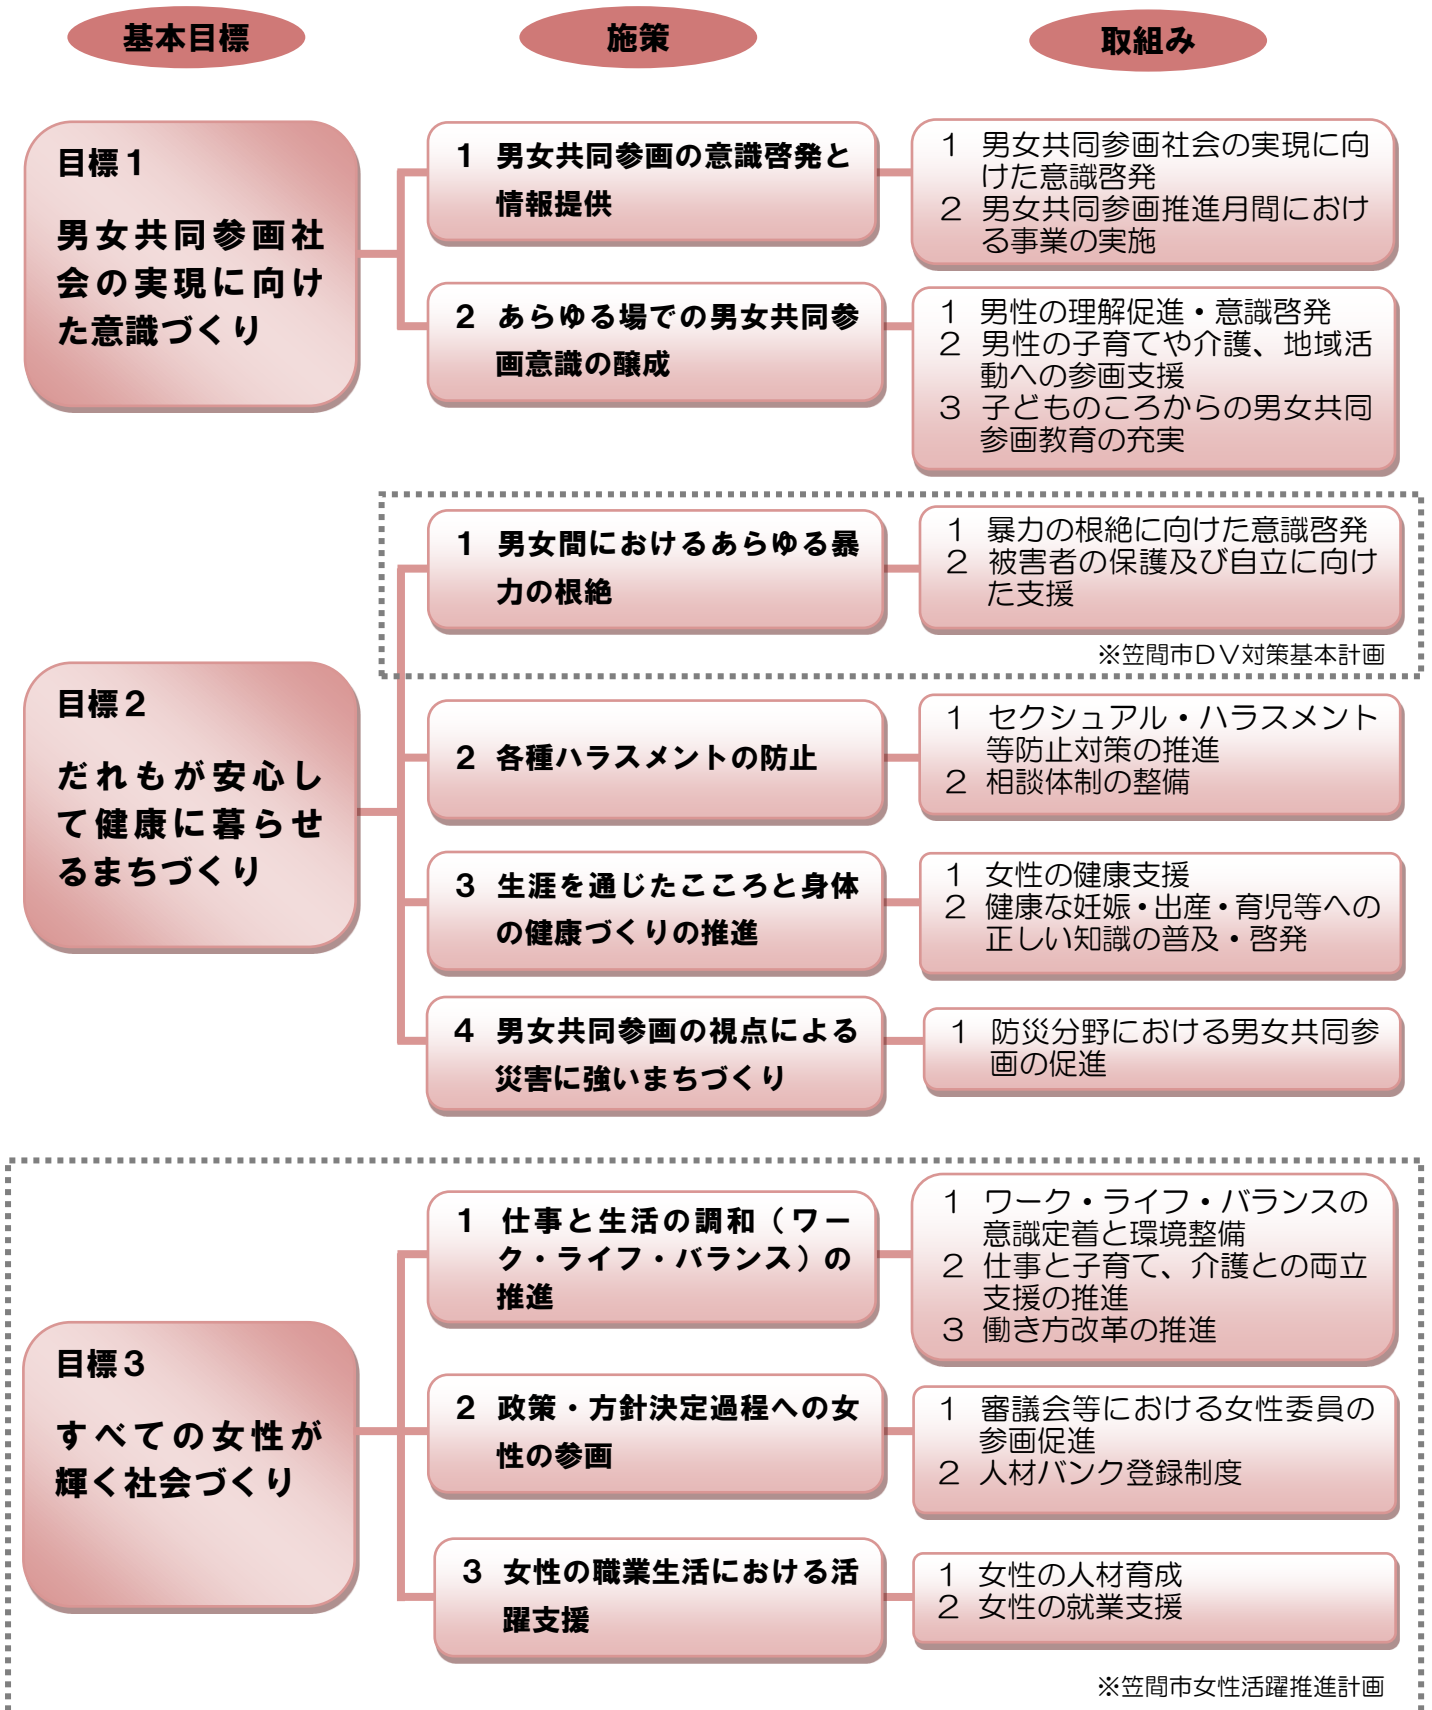 基本目標
施策
取組み
目標１
男女共同参画社
会の実現に向け
た意識づくり
1 男女共同参画の意識啓発と
情報提供
1 男女共同参画社会の実現に向
けた意識啓発
2 男女共同参画推進月間におけ
る事業の実施
2 あらゆる場での男女共同参
画意識の醸成
1 男性の理解促進・意識啓発
2 男性の子育てや介護、地域活
動への参画支援
3 子どものころからの男女共同
参画教育の充実
目標２
だれもが安心し
て健康に暮らせ
るまちづくり
1 男女間におけるあらゆる暴
力の根絶
1 暴力の根絶に向けた意識啓発
2 被害者の保護及び自立に向け
た支援
※笠間市ＤＶ対策基本計画
2 各種ハラスメントの防止
1 セクシュアル・ハラスメント
等防止対策の推進
2 相談体制の整備
3 生涯を通じたこころと身体
の健康づくりの推進
1 女性の健康支援
2 健康な妊娠・出産・育児等への
正しい知識の普及・啓発
4 男女共同参画の視点による
災害に強いまちづくり
1 防災分野における男女共同参
画の促進
目標３
すべての女性が
輝く社会づくり
1 仕事と生活の調和（ワー
ク・ライフ・バランス）の
推進
1 ワーク・ライフ・バランスの
意識定着と環境整備
2 仕事と子育て、介護との両立
支援の推進
3 働き方改革の推進
2 政策・方針決定過程への女
性の参画
1 審議会等における女性委員の
参画促進
2 人材バンク登録制度
3 女性の職業生活における活
躍支援
1 女性の人材育成
2 女性の就業支援
※笠間市女性活躍推進計画